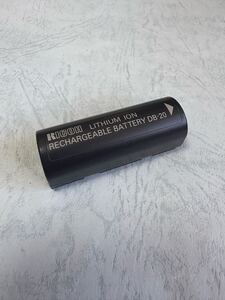 RICOH LITHIUM ION
RECHARGEABLE BATTERY DB-20